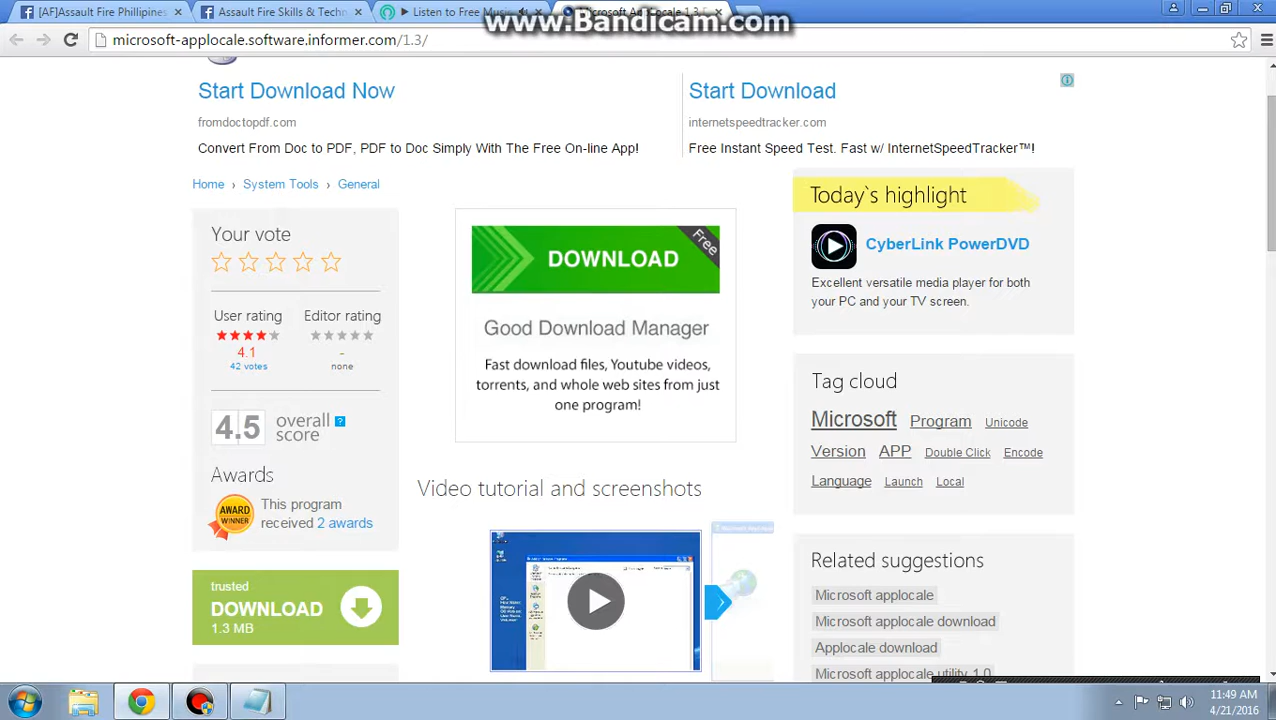 [AF]Assault Fire Phillipines
Assault Fire Skills & Techn
Listen to Free Music
www.Bandicam.com
microsoft-applocale.software.informer.com/1.3/
Start Download Now
fromdoctopdf.com
Convert From Doc to PDF, PDF to Doc Simply With The Free On-line App!
Start Download
internetspeedtracker.com
Free Instant Speed Test. Fast w/ InternetSpeedTracker™!
Home › System Tools › General
Your vote
User rating
4.1
42 votes
Editor rating
-
none
4.5 overall score ?
Awards
AWARD WINNER
This program
received 2 awards
trusted
DOWNLOAD
1.3 MB
DOWNLOAD
Free
Good Download Manager
Fast download files, Youtube videos,
torrents, and whole web sites from just
one program!
Video tutorial and screenshots
Today`s highlight
CyberLink PowerDVD
Excellent versatile media player for both
your PC and your TV screen.
Tag cloud
Microsoft Program Unicode
Version APP Double Click Encode
Language Launch Local
Related suggestions
Microsoft applocale
Microsoft applocale download
Applocale download
Microsoft applocale utility 1.0
11:49 AM
4/21/2016